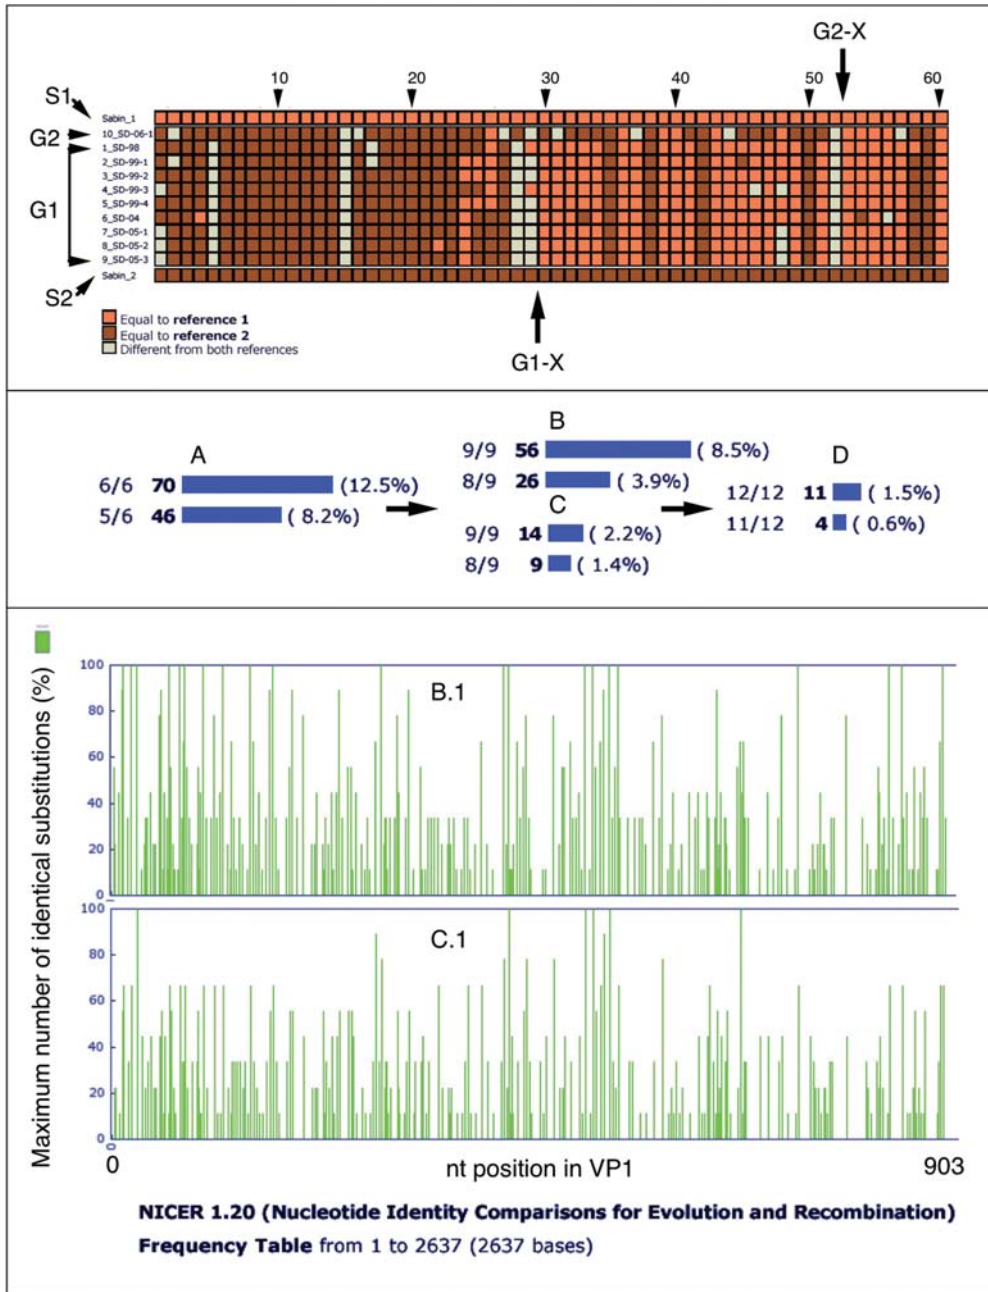 G2-X
10 20 30 40 50 60
S1
Sabin_1
G2
10_SD-06-1
1_SD-98
2_SD-99-1
3_SD-99-2
4_SD-99-3
G1
5_SD-99-4
6_SD-04
7_SD-05-1
8_SD-05-2
9_SD-05-3
Sabin_2
S2
Equal to reference 1
Equal to reference 2
Different from both references
G1-X
A
6/6 70 (12.5%)
5/6 46 ( 8.2%)
B
9/9 56 ( 8.5%)
8/9 26 ( 3.9%)
C
9/9 14 ( 2.2%)
8/9 9 ( 1.4%)
D
12/12 11 ( 1.5%)
11/12 4 ( 0.6%)
Maximum number of identical substitutions (%)
100
80
60
40
20
0
B.1
100
80
60
40
20
0
C.1
0 nt position in VP1 903
NICER 1.20 (Nucleotide Identity Comparisons for Evolution and Recombination)
Frequency Table from 1 to 2637 (2637 bases)